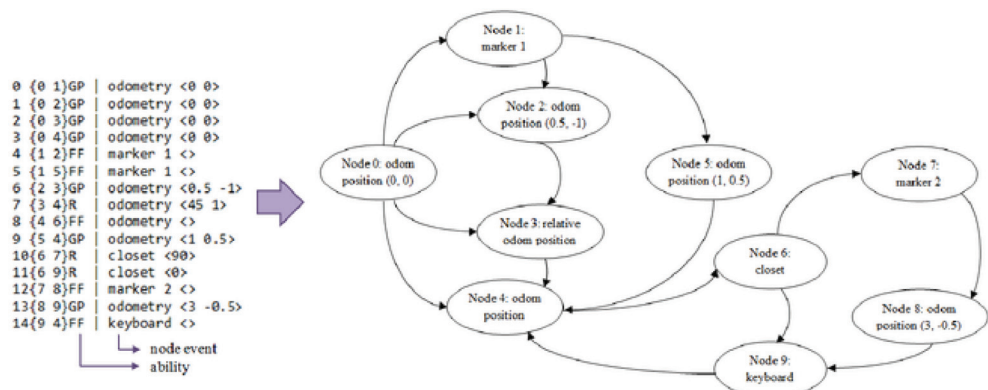 0 {0 1}GP | odometry <0 0>
1 {0 2}GP | odometry <0 0>
2 {0 3}GP | odometry <0 0>
3 {0 4}GP | odometry <0 0>
4 {1 2}FF | marker 1 <>
5 {1 5}FF | marker 1 <>
6 {2 3}GP | odometry <0.5 -1>
7 {3 4}R | odometry <45 1>
8 {4 6}FF | odometry <>
9 {5 4}GP | odometry <1 0.5>
10{6 7}R | closet <90>
11{6 9}R | closet <0>
12{7 8}FF | marker 2 <>
13{8 9}GP | odometry <3 -0.5>
14{9 4}FF | keyboard <>
node event
ability
Node 1:
marker 1
Node 2: odom
position (0.5, -1)
Node 0: odom
position (0, 0)
Node 5: odom
position (1, 0.5)
Node 7:
marker 2
Node 3: relative
odom position
Node 6:
closet
Node 4: odom
position
Node 8: odom
position (3, -0.5)
Node 9:
keyboard